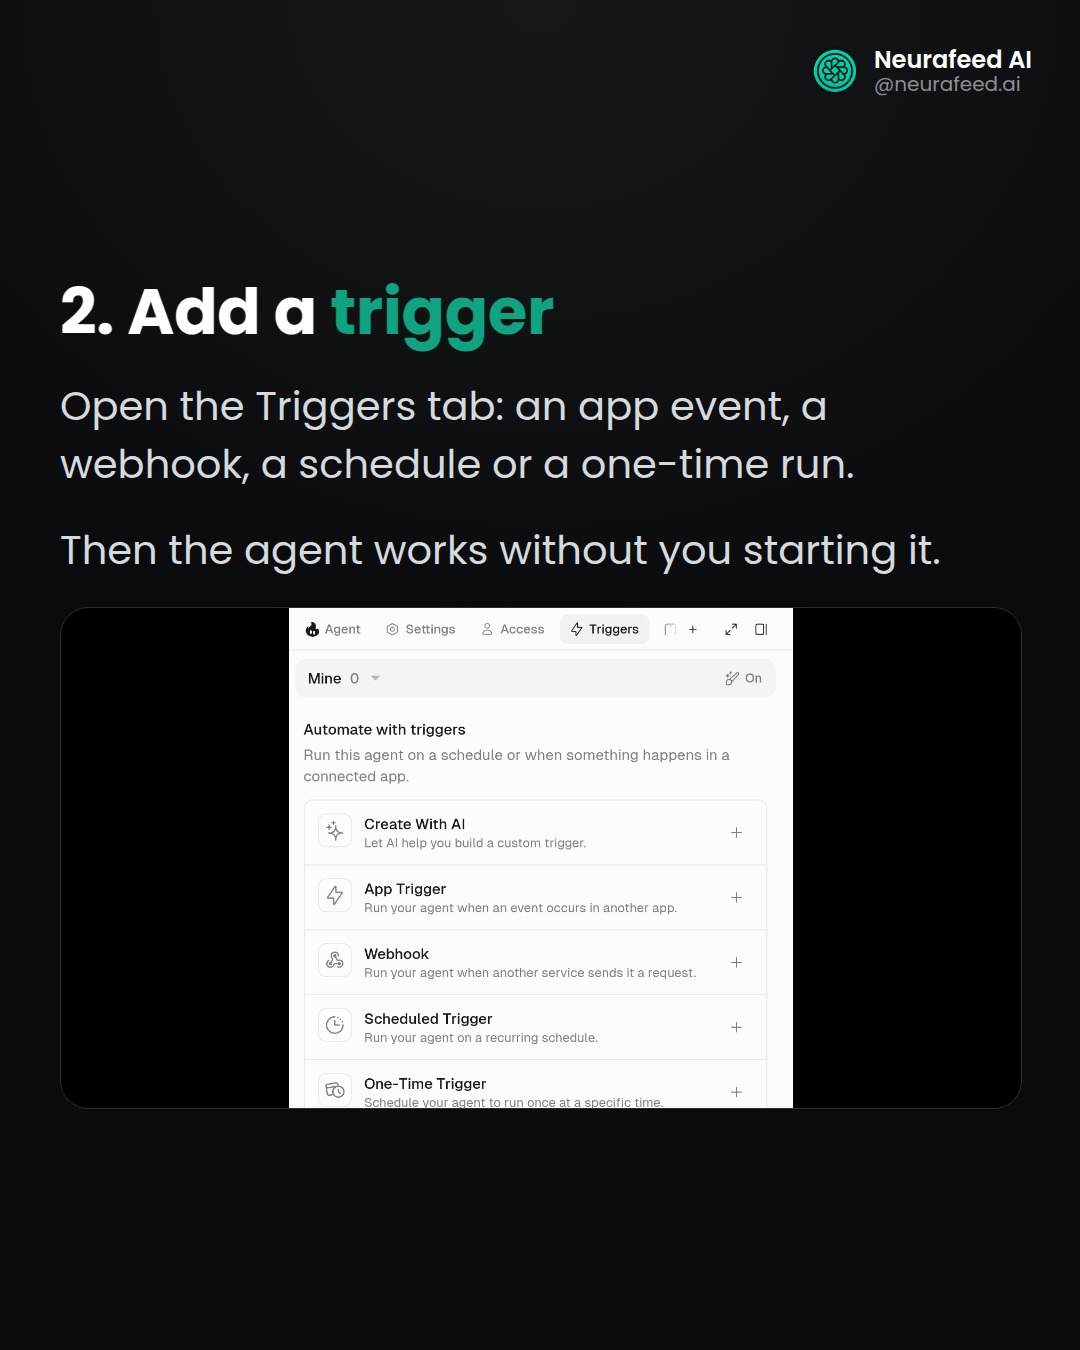 Neurafeed AI
@neurafeed.ai
2. Add a trigger
Open the Triggers tab: an app event, a
webhook, a schedule or a one-time run.
Then the agent works without you starting it.
Agent Settings Access Triggers +
Mine 0 On
Automate with triggers
Run this agent on a schedule or when something happens in a
connected app.
Create With AI
Let AI help you build a custom trigger.
App Trigger
Run your agent when an event occurs in another app.
Webhook
Run your agent when another service sends it a request.
Scheduled Trigger
Run your agent on a recurring schedule.
One-Time Trigger
Schedule your agent to run once at a specific time.